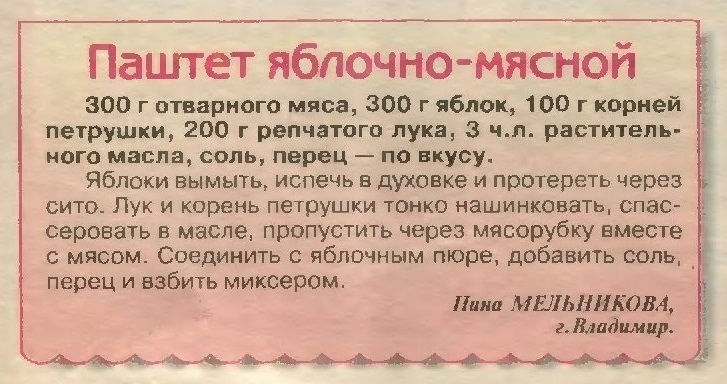 Паштет яблочно-мясной
300 г отварного мяса, 300 г яблок, 100 г корней
петрушки, 200 г репчатого лука, 3 ч.л. раститель-
ного масла, соль, перец — по вкусу.
Яблоки вымыть, испечь в духовке и протереть через
сито. Лук и корень петрушки тонко нашинковать, спас-
серовать в масле, пропустить через мясорубку вместе
с мясом. Соединить с яблочным пюре, добавить соль,
перец и взбить миксером.
Нина МЕЛЬНИКОВА,
г.Владимир.